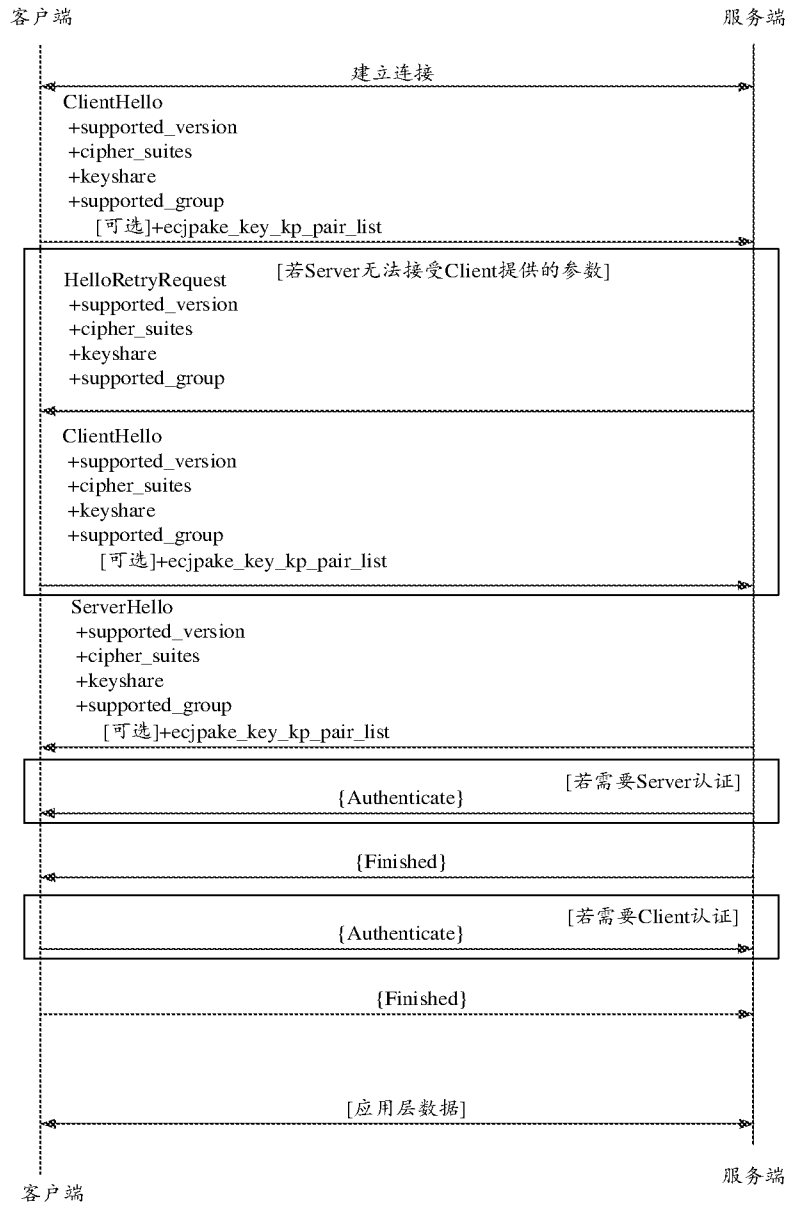 客户端
服务端
建立连接
ClientHello
+supported_version
+cipher_suites
+keyshare
+supported_group
[可选]+ecjpake_key_kp_pair_list
[若Server无法接受Client提供的参数]
HelloRetryRequest
+supported_version
+cipher_suites
+keyshare
+supported_group
ClientHello
+supported_version
+cipher_suites
+keyshare
+supported_group
[可选]+ecjpake_key_kp_pair_list
ServerHello
+supported_version
+cipher_suites
+keyshare
+supported_group
[可选]+ecjpake_key_kp_pair_list
[若需要Server认证]
{Authenticate}
{Finished}
[若需要Client认证]
{Authenticate}
{Finished}
[应用层数据]
服务端
客户端